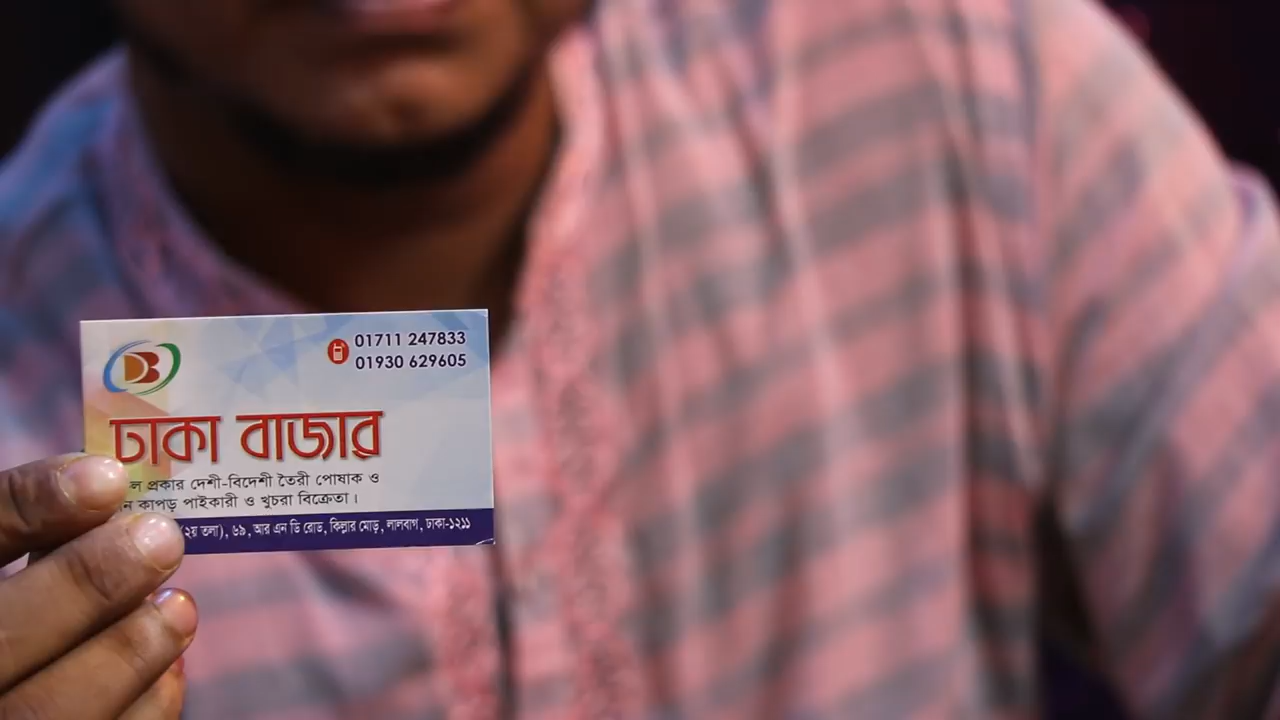 DB
01711 247833
01930 629605
ঢাকা বাজার
প্রকার দেশী-বিদেশী তৈরী পোষাক ও
কাপড় পাইকারী ও খুচরা বিক্রেতা।
(২য় তলা), ৬৯, আর এন ডি রোড, কিল্লার মোড়, লালবাগ, ঢাকা-১২১১